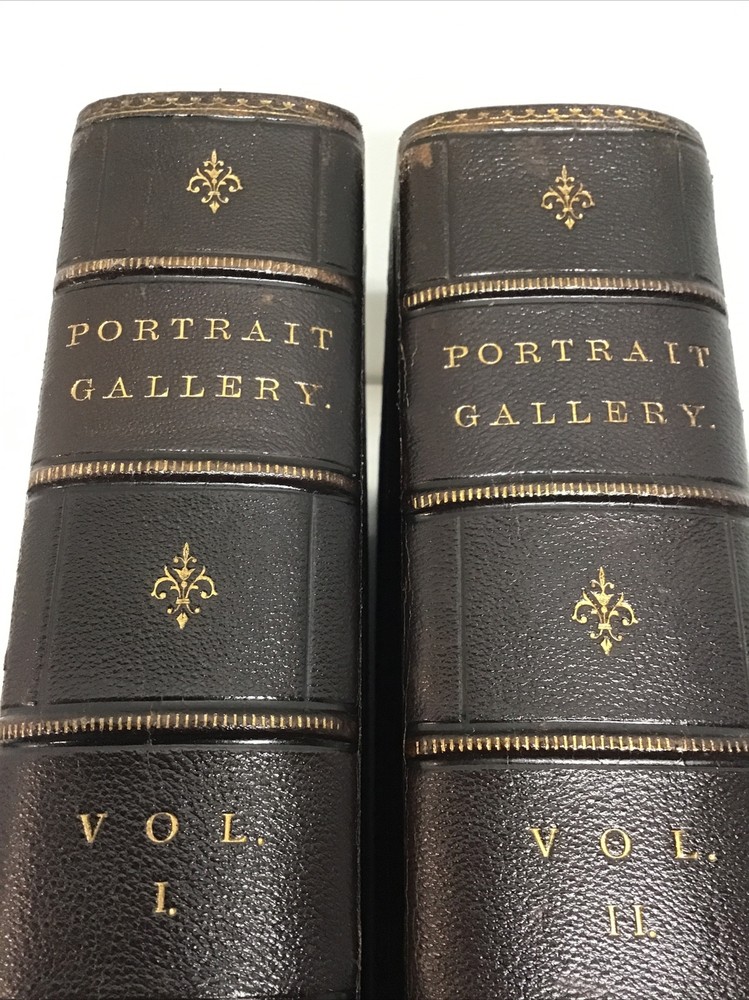 PORTRAIT
GALLERY.
VOL.
I.
PORTRAIT
GALLERY.
VOL.
II.